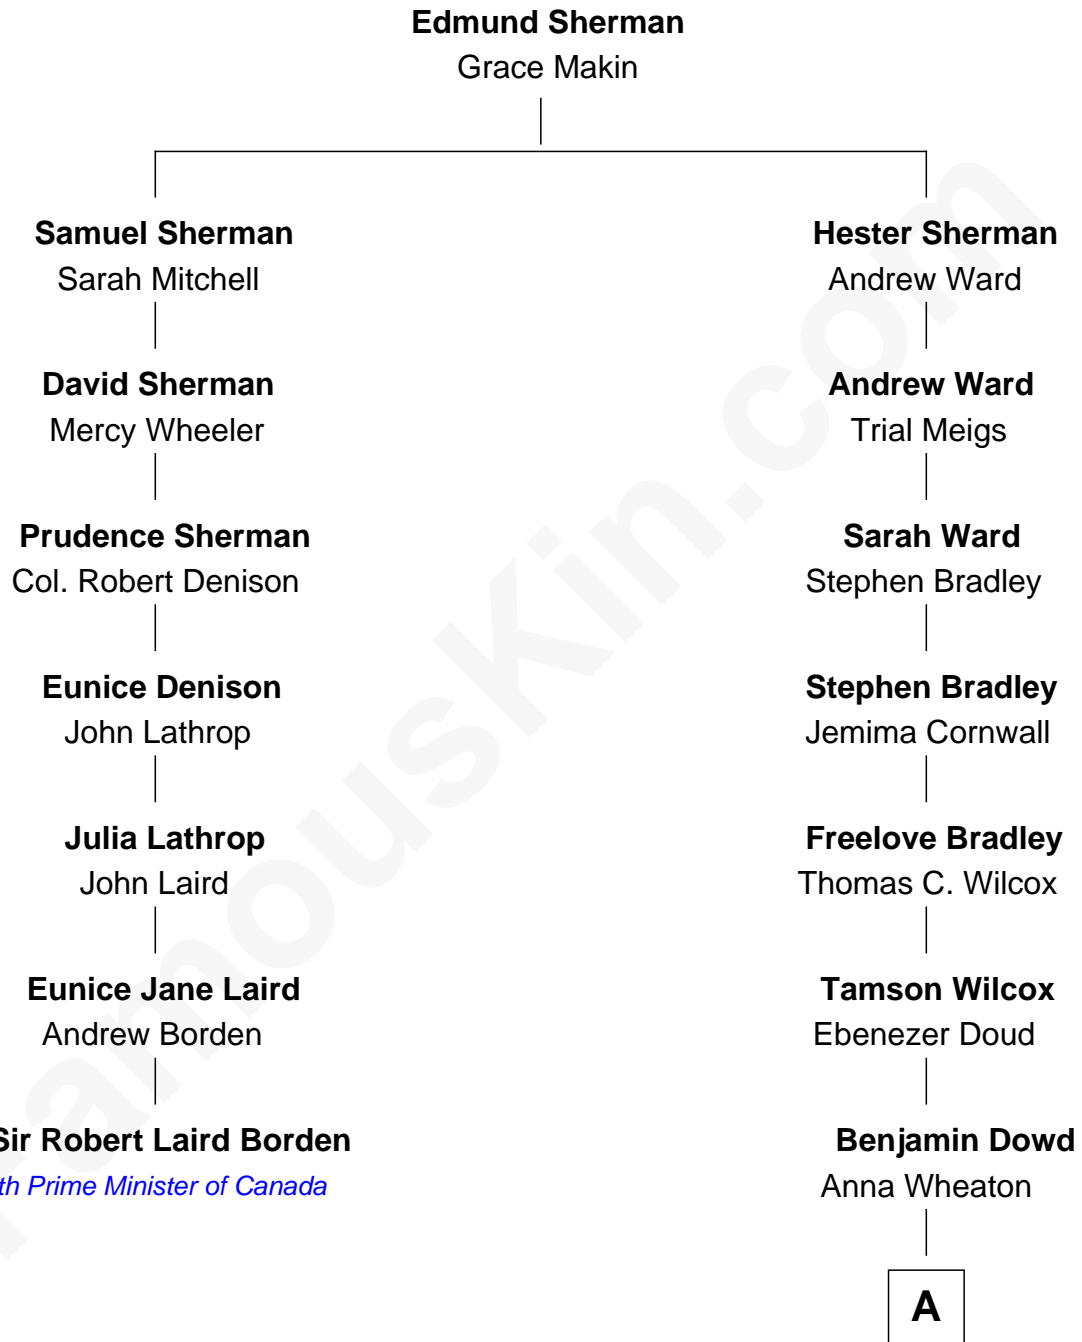 Edmund Sherman
Grace Makin
Samuel Sherman
Sarah Mitchell
Hester Sherman
Andrew Ward
David Sherman
Mercy Wheeler
Andrew Ward
Trial Meigs
Prudence Sherman
Col. Robert Denison
Sarah Ward
Stephen Bradley
Eunice Denison
John Lathrop
Stephen Bradley
Jemima Cornwall
Julia Lathrop
John Laird
Freelove Bradley
Thomas C. Wilcox
Eunice Jane Laird
Andrew Borden
Tamson Wilcox
Ebenezer Doud
Sir Robert Laird Borden
th Prime Minister of Canada
Benjamin Dowd
Anna Wheaton
A
FamousKin.com